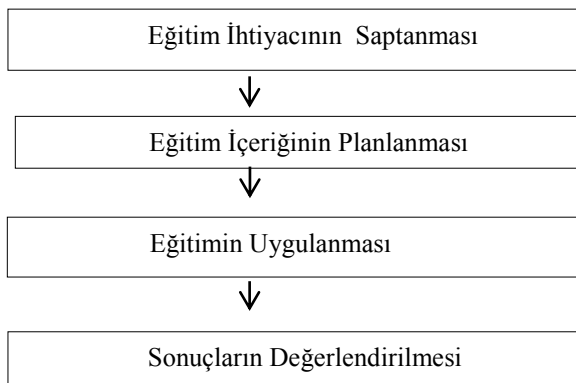 Eğitim İhtiyacının Saptanması
Eğitim İçeriğinin Planlanması
Eğitimin Uygulanması
Sonuçların Değerlendirilmesi